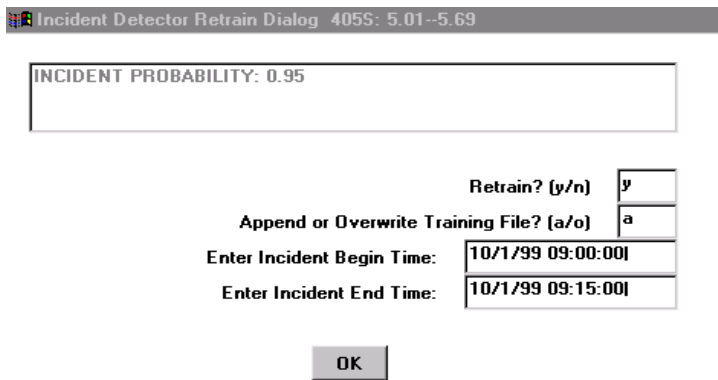 Incident Detector Retrain Dialog 405S: 5.01--5.69
INCIDENT PROBABILITY: 0.95
Retrain? (y/n) y
Append or Overwrite Training File? (a/o) a
Enter Incident Begin Time: 10/1/99 09:00:00
Enter Incident End Time: 10/1/99 09:15:00
OK